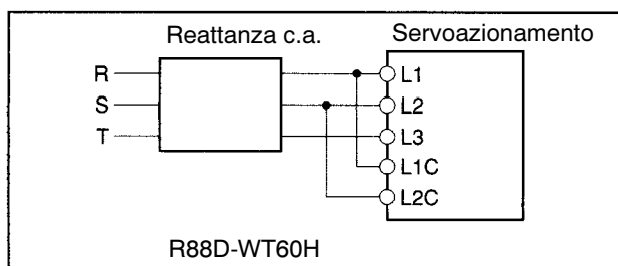 Reattanza c.a.
Servoazionamento
R
S
T
L1
L2
L3
L1C
L2C
R88D-WT60H